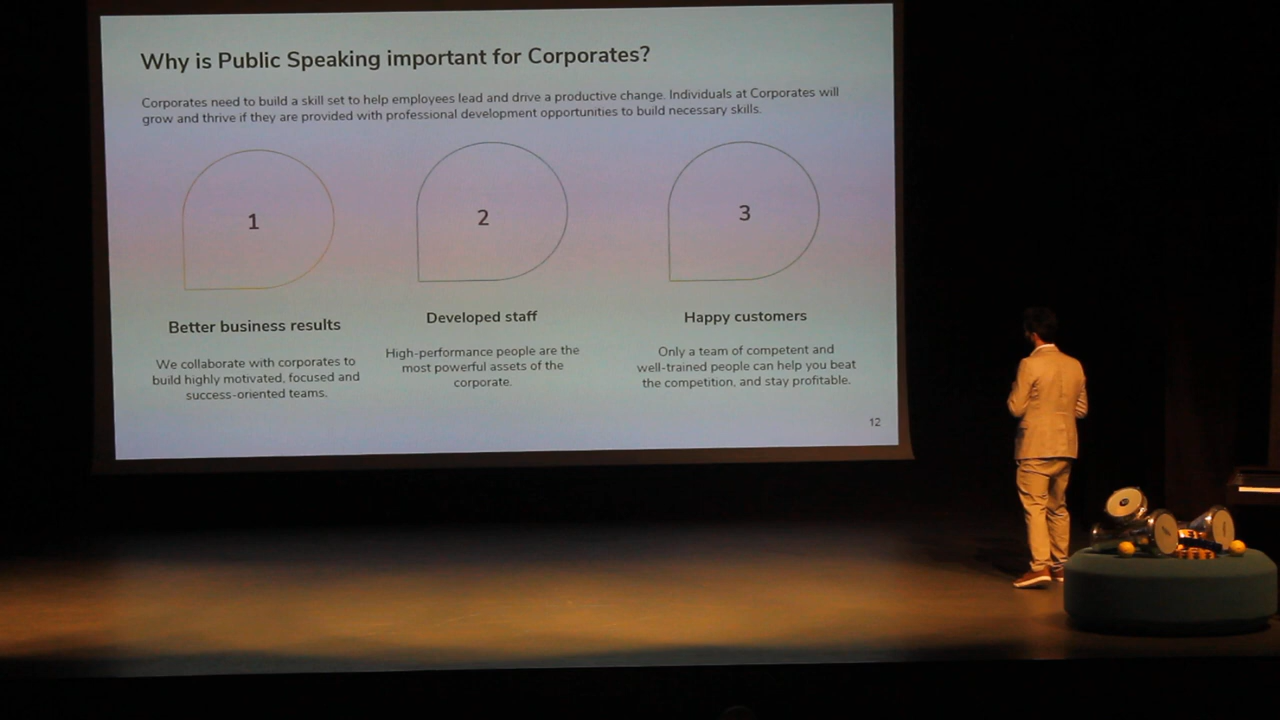 Why is Public Speaking important for Corporates?
Corporates need to build a skill set to help employees lead and drive a productive change. Individuals at Corporates will
grow and thrive if they are provided with professional development opportunities to build necessary skills.
1
2
3
Better business results
We collaborate with corporates to
build highly motivated, focused and
success-oriented teams.
Developed staff
High-performance people are the
most powerful assets of the
corporate.
Happy customers
Only a team of competent and
well-trained people can help you beat
the competition, and stay profitable.
12